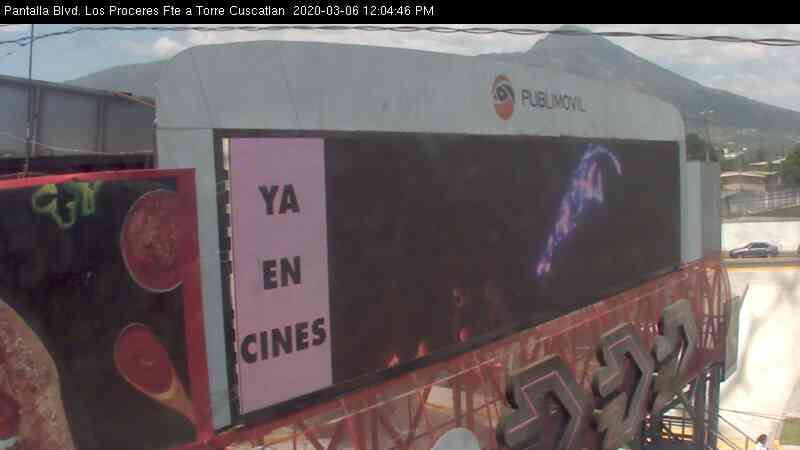 Pantalla Blvd. Los Proceres Fte a Torre Cuscatlan 2020-03-06 12:04:46 PM
PUBLIMOVIL
YA
EN
CINES